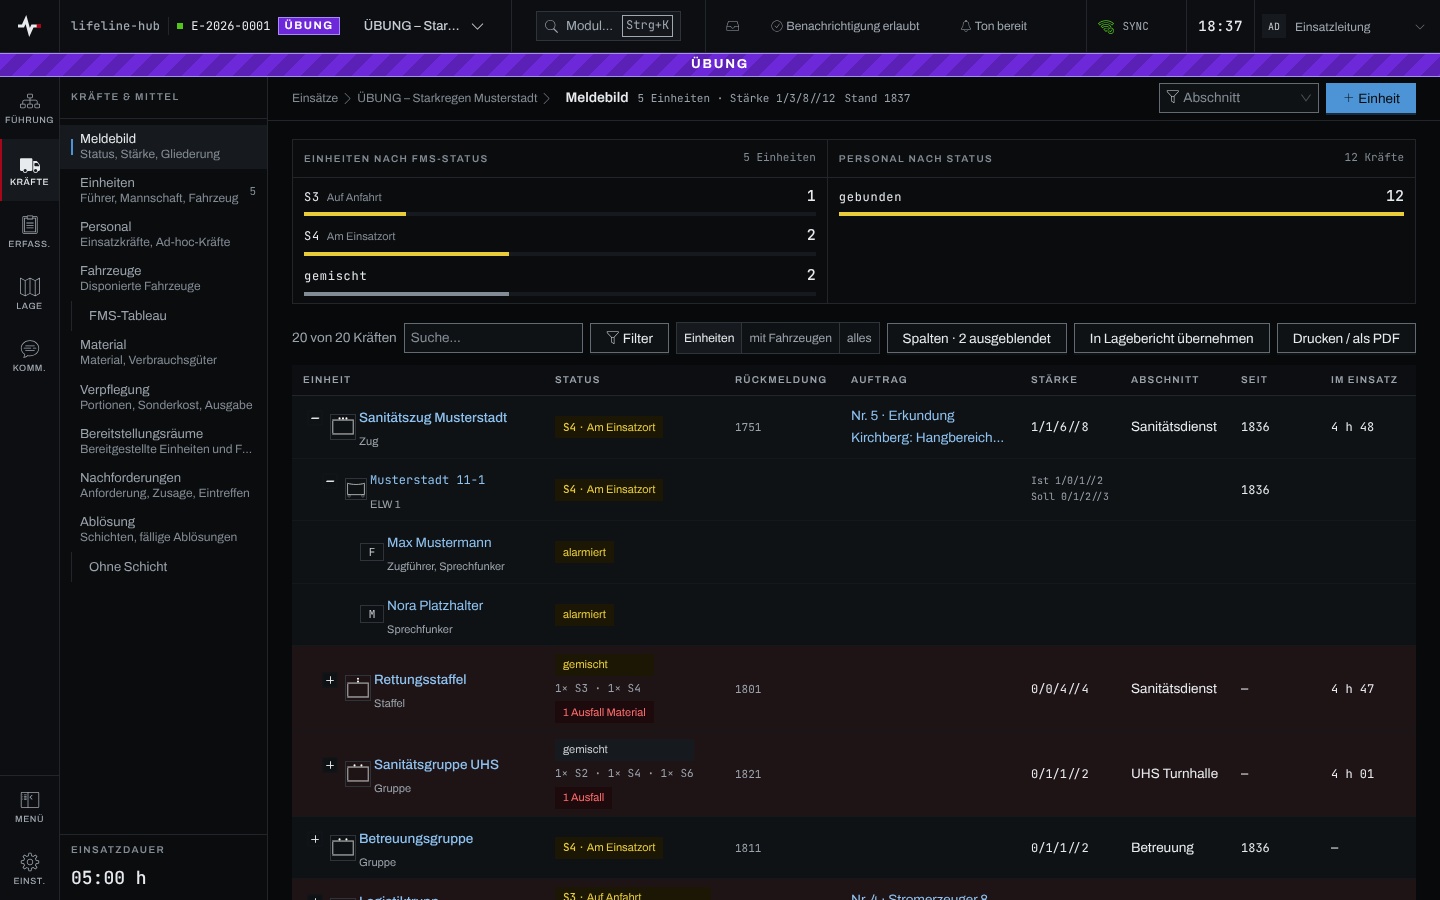 lifeline-hub E-2026-0001 ÜBUNG ÜBUNG – Star... Modul... Strg+K Benachrichtigung erlaubt Ton bereit SYNC 18:37 AD Einsatzleitung
ÜBUNG
FÜHRUNG
KRÄFTE
ERFASS.
LAGE
KOMM.
MENÜ
EINST.
KRÄFTE & MITTEL
Meldebild
Status, Stärke, Gliederung
Einheiten
Führer, Mannschaft, Fahrzeug 5
Personal
Einsatzkräfte, Ad-hoc-Kräfte
Fahrzeuge
Disponierte Fahrzeuge
FMS-Tableau
Material
Material, Verbrauchsgüter
Verpflegung
Portionen, Sonderkost, Ausgabe
Bereitstellungsräume
Bereitgestellte Einheiten und F...
Nachforderungen
Anforderung, Zusage, Eintreffen
Ablösung
Schichten, fällige Ablösungen
Ohne Schicht
EINSATZDAUER
05:00 h
Einsätze ÜBUNG – Starkregen Musterstadt Meldebild 5 Einheiten · Stärke 1/3/8//12 Stand 1837 Abschnitt + Einheit
EINHEITEN NACH FMS-STATUS 5 Einheiten
S3 Auf Anfahrt 1
S4 Am Einsatzort 2
gemischt 2
PERSONAL NACH STATUS 12 Kräfte
gebunden 12
20 von 20 Kräften Suche... Filter Einheiten mit Fahrzeugen alles Spalten · 2 ausgeblendet In Lagebericht übernehmen Drucken / als PDF
EINHEIT STATUS RÜCKMELDUNG AUFTRAG STÄRKE ABSCHNITT SEIT IM EINSATZ
– Sanitätszug Musterstadt
Zug
S4 · Am Einsatzort 1751
Nr. 5 · Erkundung
Kirchberg: Hangbereich...
1/1/6//8 Sanitätsdienst 1836 4 h 48
– Musterstadt 11-1
ELW 1
S4 · Am Einsatzort
Ist 1/0/1//2
Soll 0/1/2//3
1836
F Max Mustermann
Zugführer, Sprechfunker
alarmiert
M Nora Platzhalter
Sprechfunker
alarmiert
+ Rettungsstaffel
Staffel
gemischt
1× S3 · 1× S4
1 Ausfall Material
1801 0/0/4//4 Sanitätsdienst – 4 h 47
+ Sanitätsgruppe UHS
Gruppe
gemischt
1× S2 · 1× S4 · 1× S6
1 Ausfall
1821 0/1/1//2 UHS Turnhalle – 4 h 01
+ Betreuungsgruppe
Gruppe
S4 · Am Einsatzort 1811 0/1/1//2 Betreuung 1836 –
+ Logistiktrupp S3 · Auf Anfahrt Nr. 4 · Stromerzeuger 8